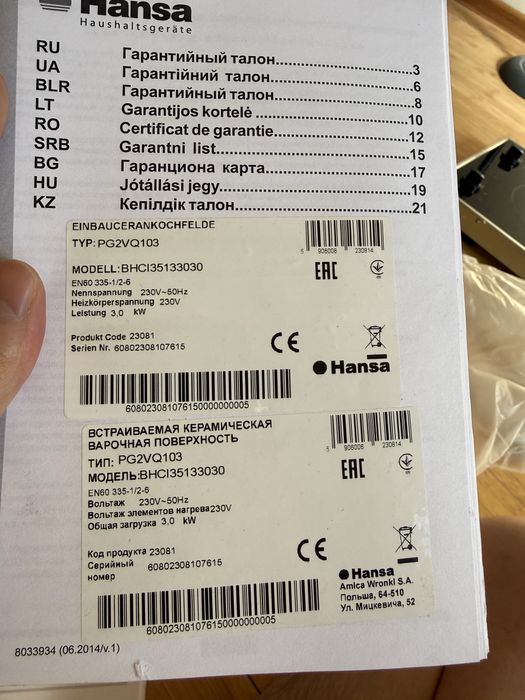 Hansa
Haushaltsgeräte
RU Гарантийный талон 3
UA Гарантійний талон 6
BLR Гарантийный талон 8
LT Garantijos kortelė 10
RO Certificat de garantie 12
SRB Garantni list 15
BG Гаранциона карта 17
HU Jótállási jegy 19
KZ Кепілдік талон 21
EINBAUCERANKOCHFELDE
TYP: PG2VQ103
MODELL: BHCI35133030
EN60 335-1/2-6
Nennspannung 230V~50Hz
Heizkörperspannung 230V
Leistung 3,0 kW
Produkt Code 23081
Serien Nr. 60802308107615
5 908006 230814
EAC
CE
Hansa
6080230810761500000000005
ВСТРАИВАЕМАЯ КЕРАМИЧЕСКАЯ
ВАРОЧНАЯ ПОВЕРХНОСТЬ
ТИП: PG2VQ103
МОДЕЛЬ: BHCI35133030
EN60 335-1/2-6
Вольтаж 230V~50Hz
Вольтаж элементов нагрева 230V
Общая загрузка 3,0 kW
Код продукта 23081
Серийный
номер 60802308107615
5 908006 230814
EAC
CE
Hansa
Amica Wronki S.A.
Польша, 64-510
Ул. Мицкевича, 52
6080230810761500000000005
8033934 (06.2014/v.1)